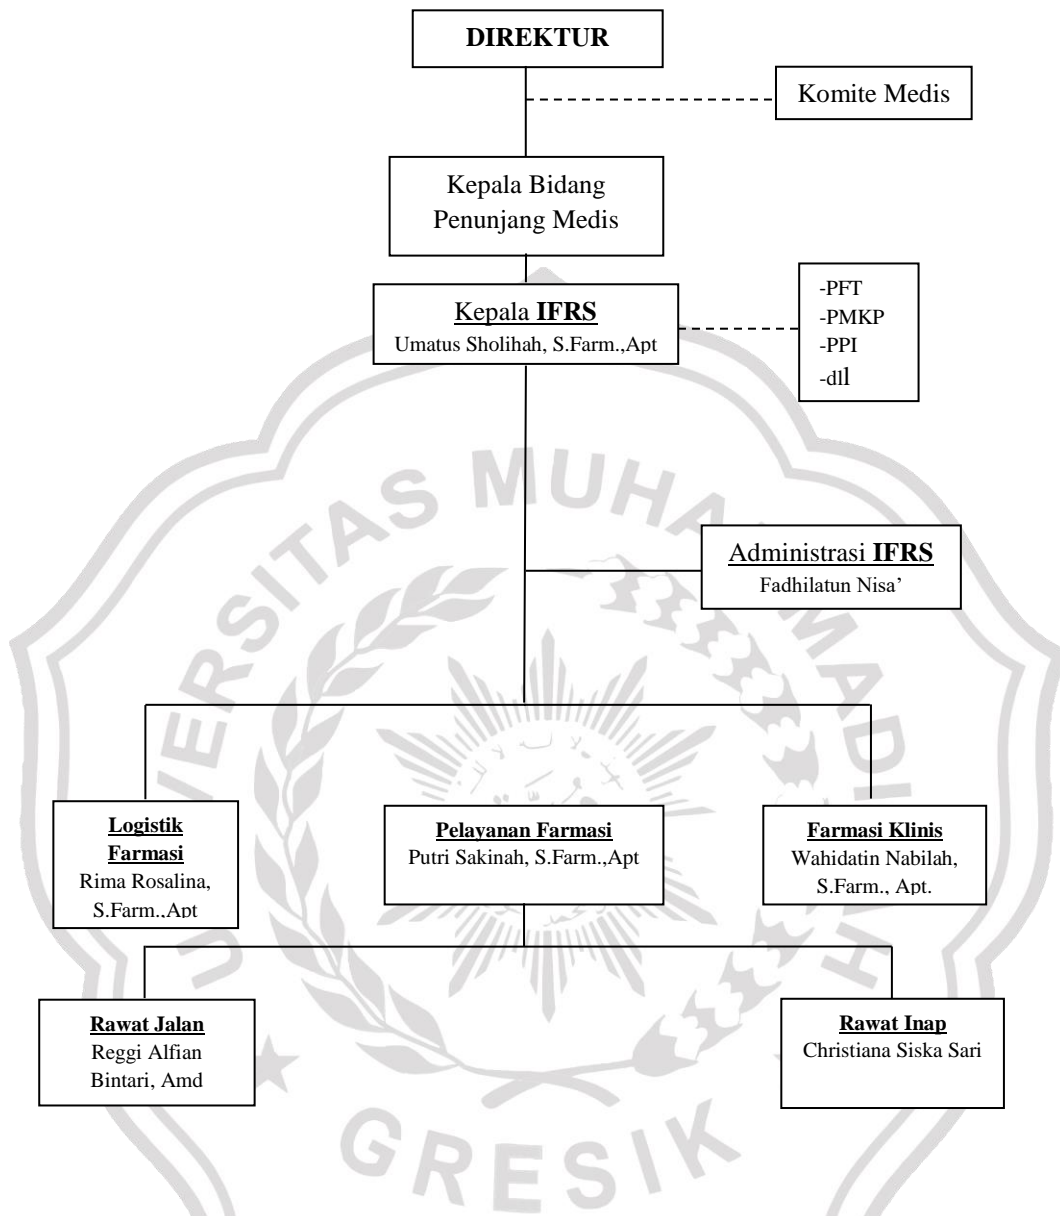 DIREKTUR
Komite Medis
Kepala Bidang
Penunjang Medis
Kepala IFRS
Umatus Sholihah, S.Farm.,Apt
-PFT
-PMKP
-PPI
-dll
Administrasi IFRS
Fadhilatun Nisa’
Logistik
Farmasi
Rima Rosalina,
S.Farm.,Apt
Pelayanan Farmasi
Putri Sakinah, S.Farm.,Apt
Farmasi Klinis
Wahidatin Nabilah,
S.Farm., Apt.
Rawat Jalan
Reggi Alfian
Bintari, Amd
Rawat Inap
Christiana Siska Sari
GRESIK